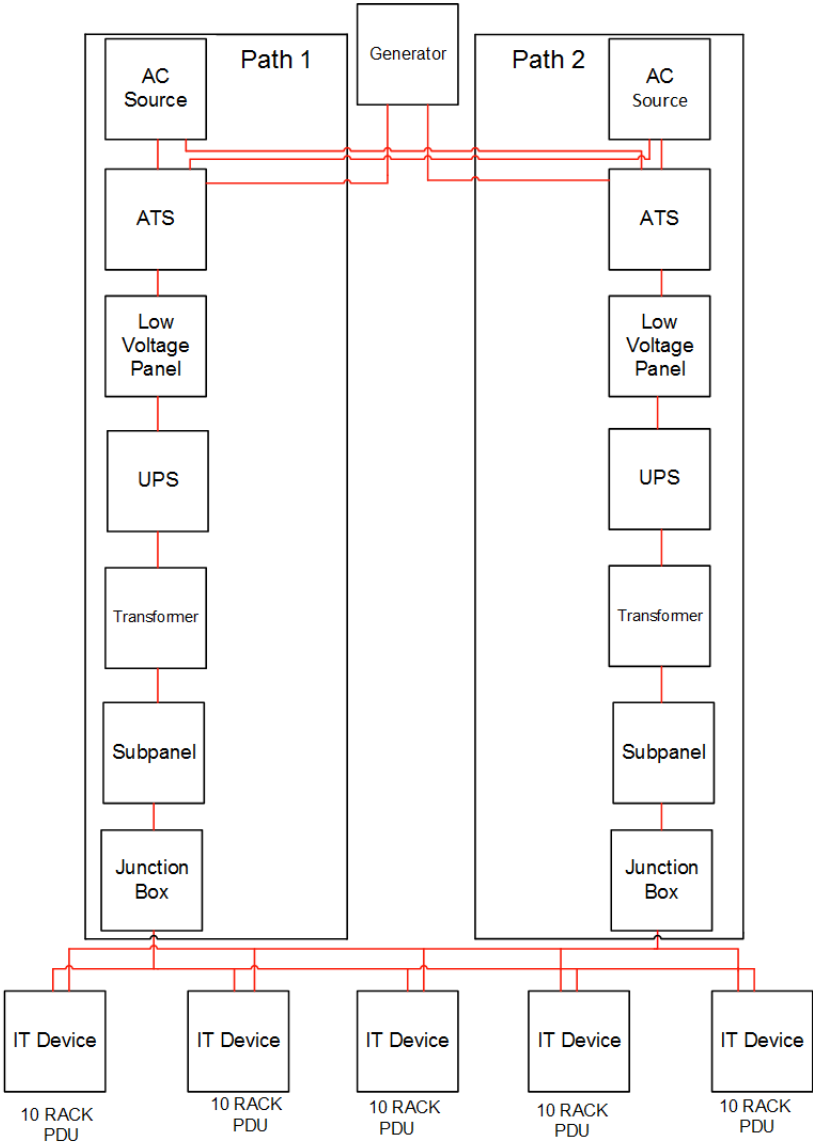 Path 1
Generator
Path 2
AC
Source
AC
Source
ATS
ATS
Low
Voltage
Panel
Low
Voltage
Panel
UPS
UPS
Transformer
Transformer
Subpanel
Subpanel
Junction
Box
Junction
Box
IT Device
IT Device
IT Device
IT Device
IT Device
10 RACK
PDU
10 RACK
PDU
10 RACK
PDU
10 RACK
PDU
10 RACK
PDU